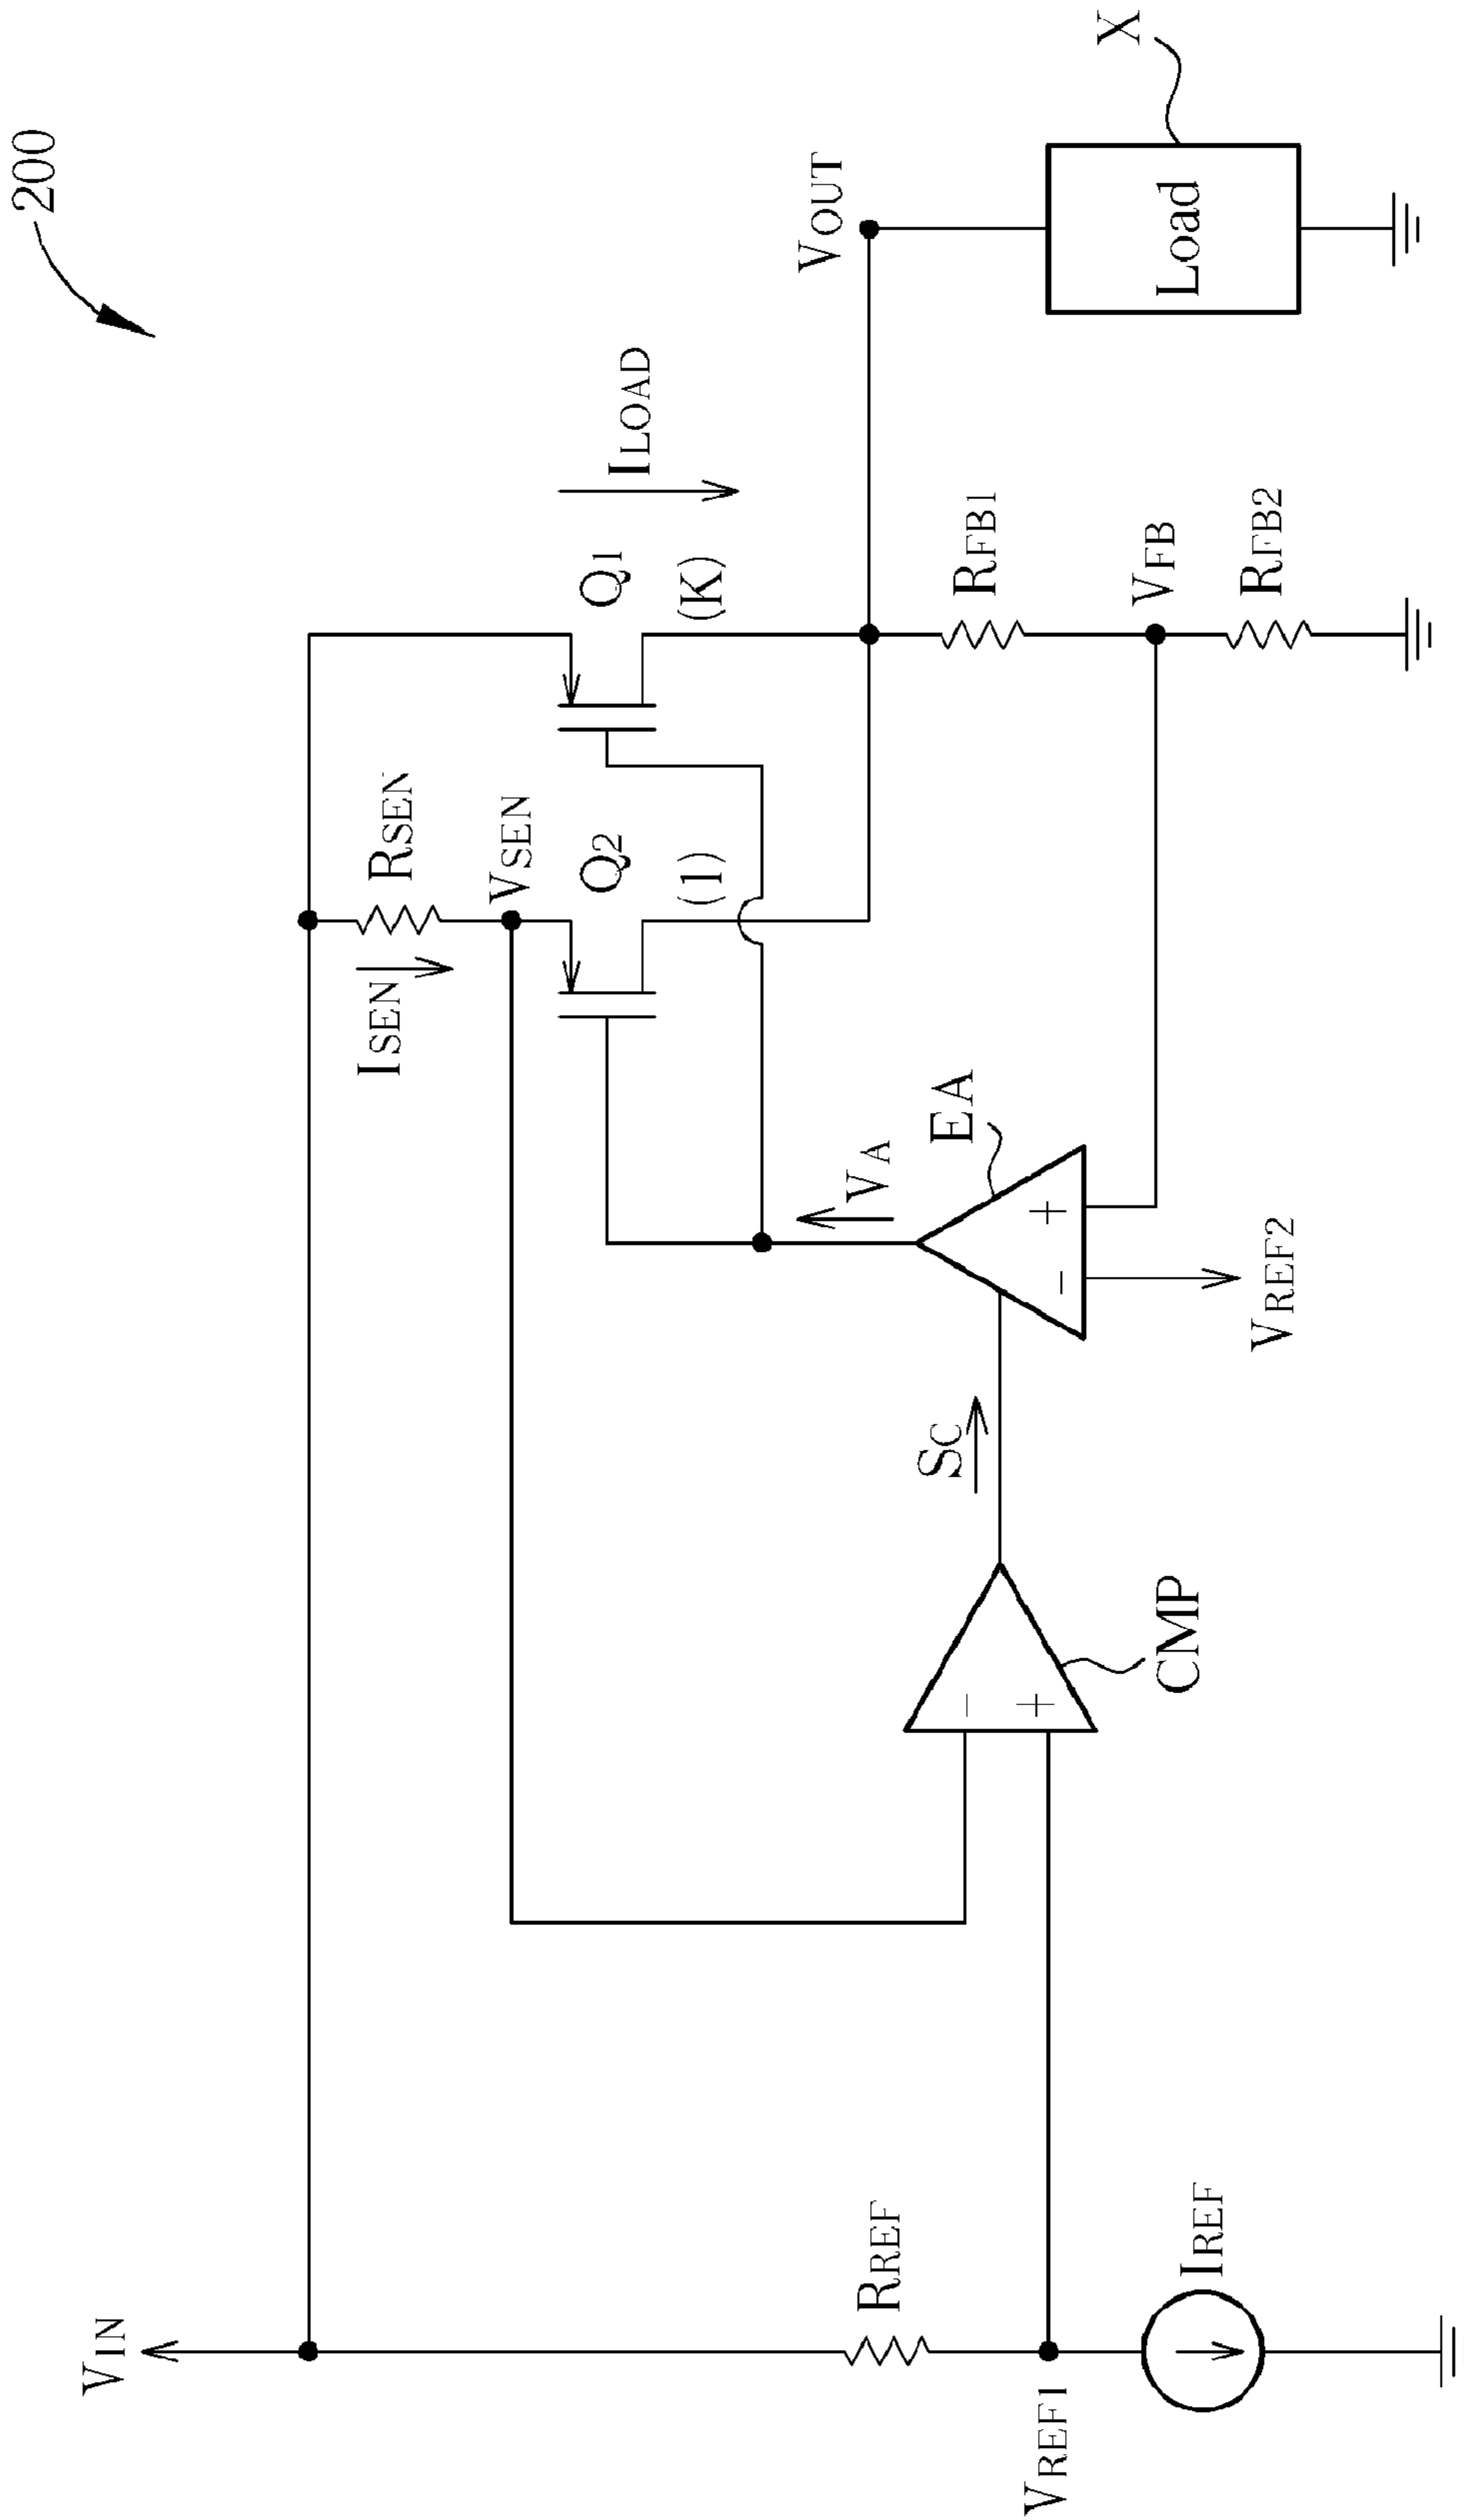 200
VIN
ISEN
RSEN
VSEN
Q2
(1)
Q1
(K)
ILOAD
VOUT
Load
X
VA
EA
+
-
SC
VREF2
RFB1
VFB
RFB2
CMP
-
+
RREF
VREF1
IREF